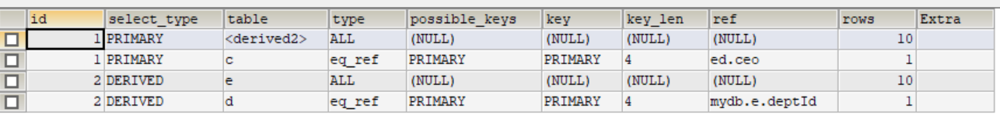 id select_type table type possible_keys key key_len ref rows Extra
1 PRIMARY <derived2> ALL (NULL) (NULL) (NULL) (NULL) 10
1 PRIMARY c eq_ref PRIMARY PRIMARY 4 ed.ceo 1
2 DERIVED e ALL (NULL) (NULL) (NULL) (NULL) 10
2 DERIVED d eq_ref PRIMARY PRIMARY 4 mydb.e.deptId 1